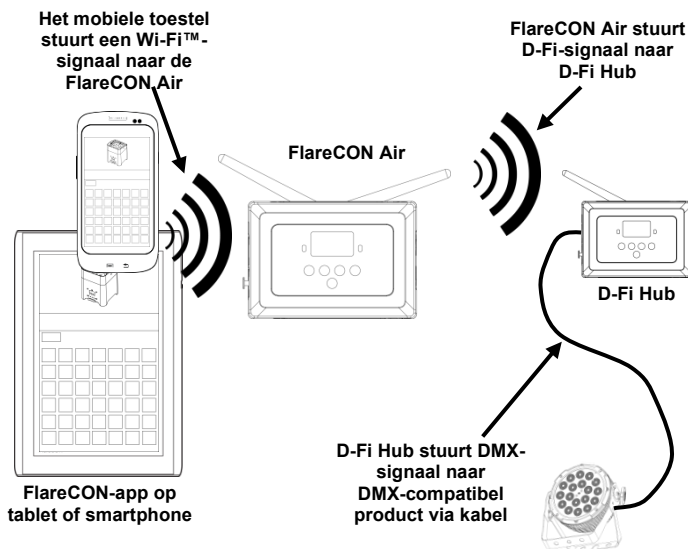 Het mobiele toestel
stuurt een Wi-Fi™-
signaal naar de
FlareCON Air
FlareCON Air stuurt
D-Fi-signaal naar
D-Fi Hub
FlareCON Air
D-Fi Hub
D-Fi Hub stuurt DMX-
signaal naar
DMX-compatibel
product via kabel
FlareCON-app op
tablet of smartphone